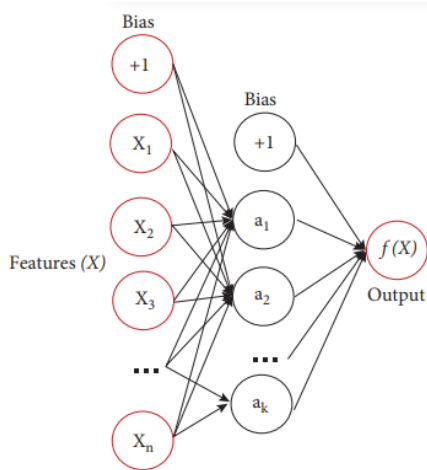 Bias
+1
X1
X2
Features (X)
X3
...
Xn
Bias
+1
a1
a2
...
ak
f(X)
Output